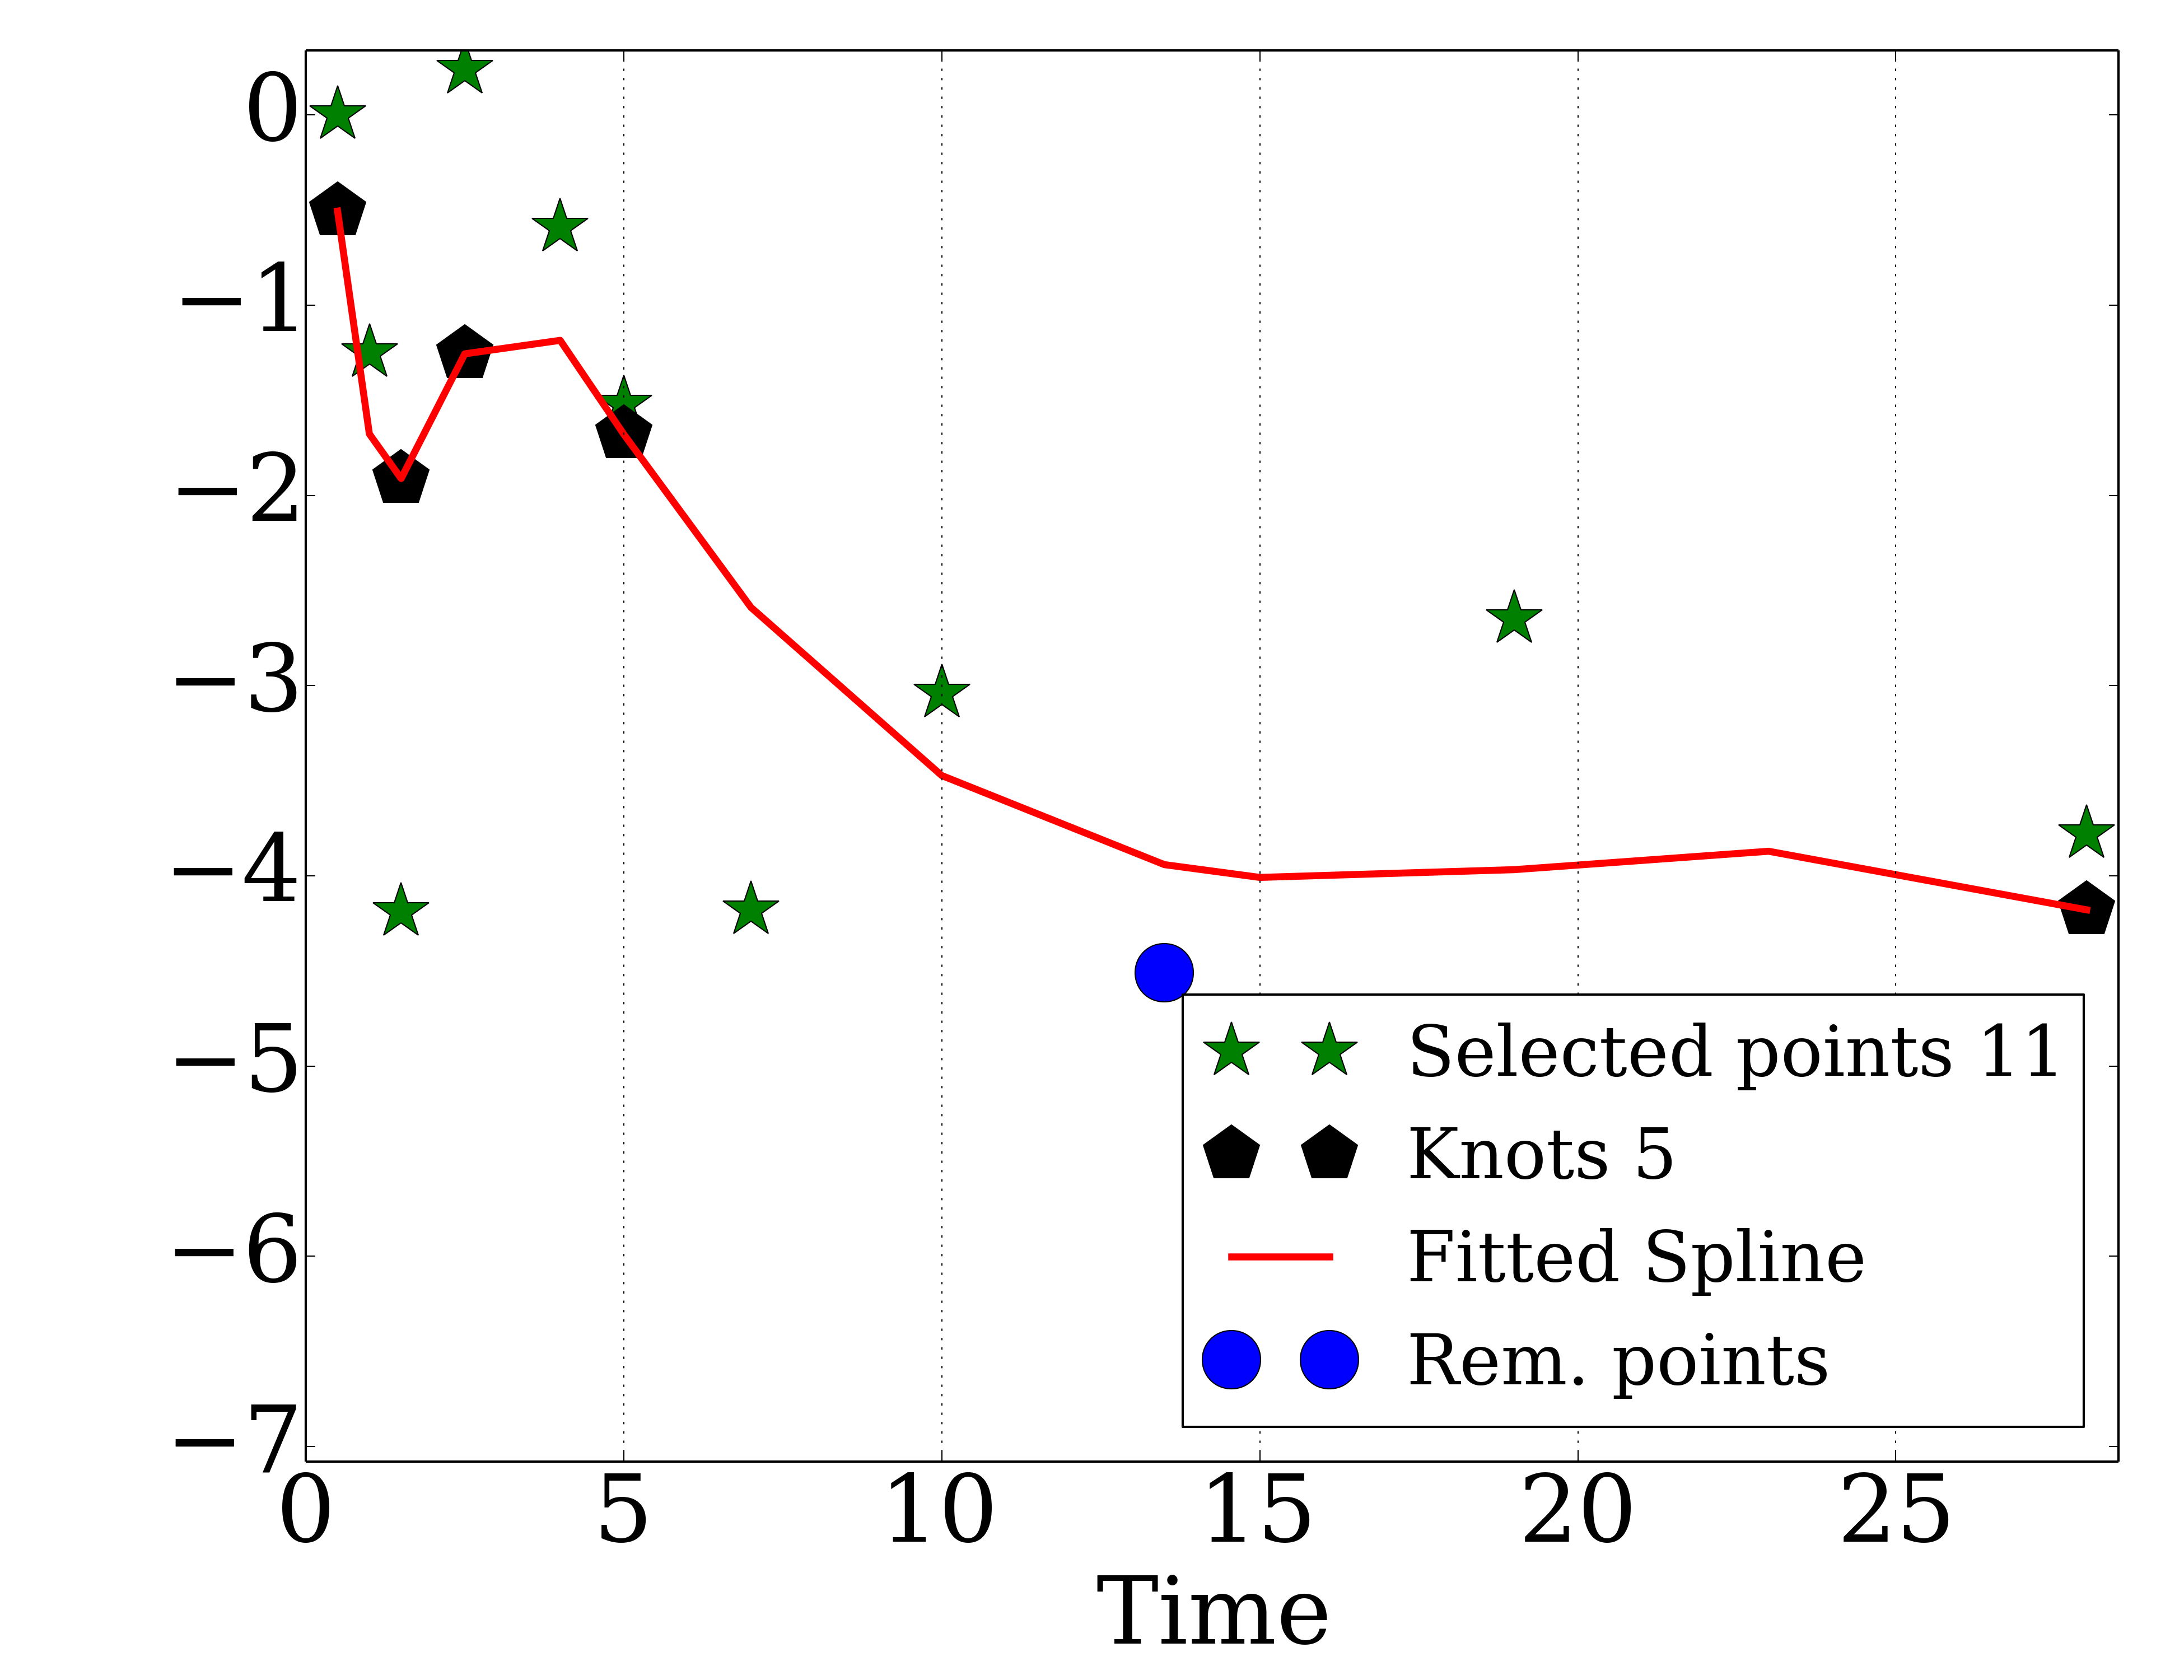 0
−1
−2
−3
−4
−5
−6
−7
0 5 10 15 20 25
Time
Selected points 11
Knots 5
Fitted Spline
Rem. points